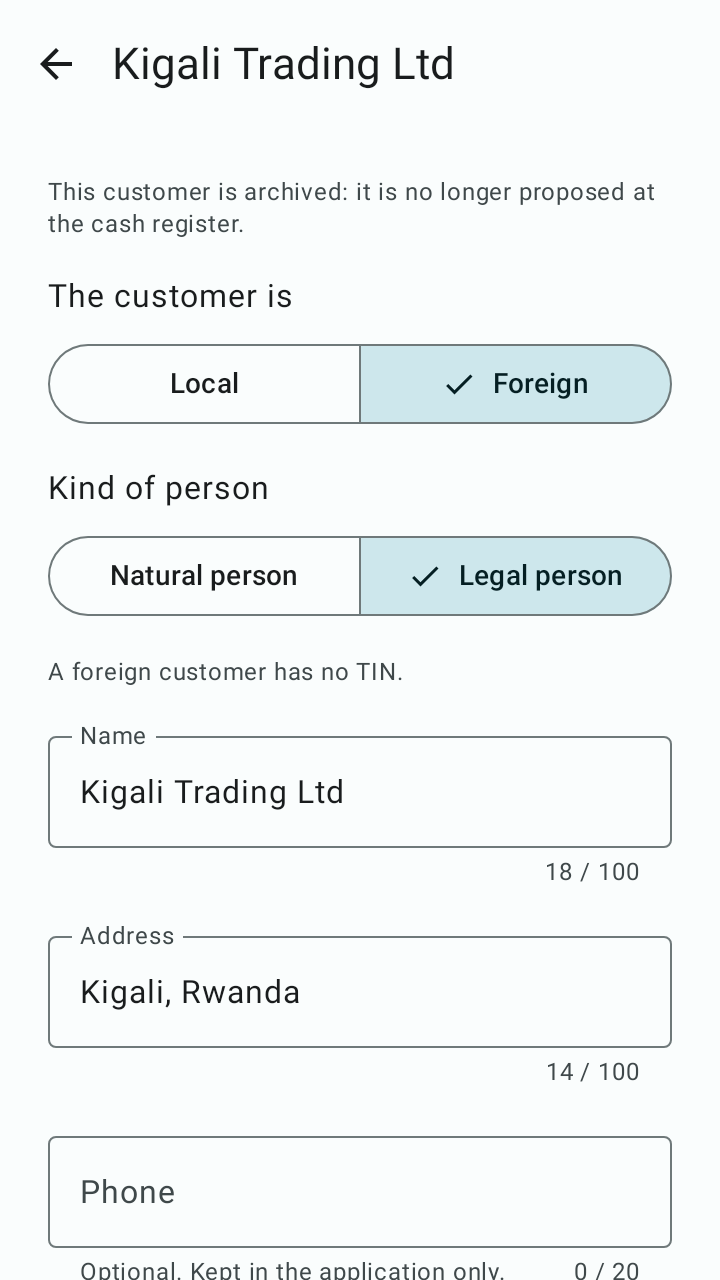 Kigali Trading Ltd
This customer is archived: it is no longer proposed at
the cash register.
The customer is
Local
Foreign
Kind of person
Natural person
Legal person
A foreign customer has no TIN.
Name
Kigali Trading Ltd
18 / 100
Address
Kigali, Rwanda
14 / 100
Phone
Optional. Kept in the application only.
0 / 20